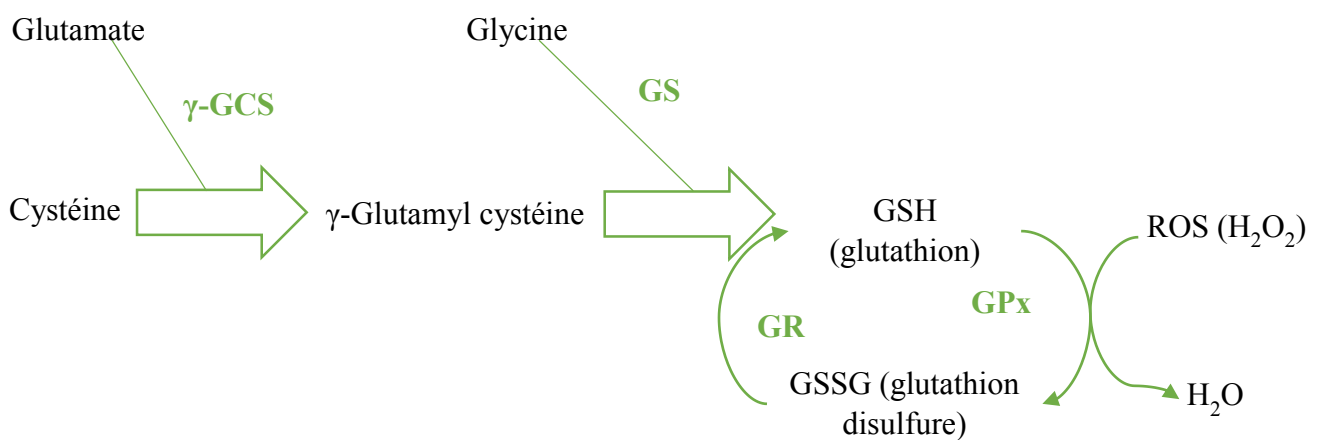 Glutamate
Glycine
γ-GCS
GS
Cystéine
γ-Glutamyl cystéine
GSH
(glutathion)
ROS (H₂O₂)
GR
GPx
GSSG (glutathion
disulfure)
H₂O